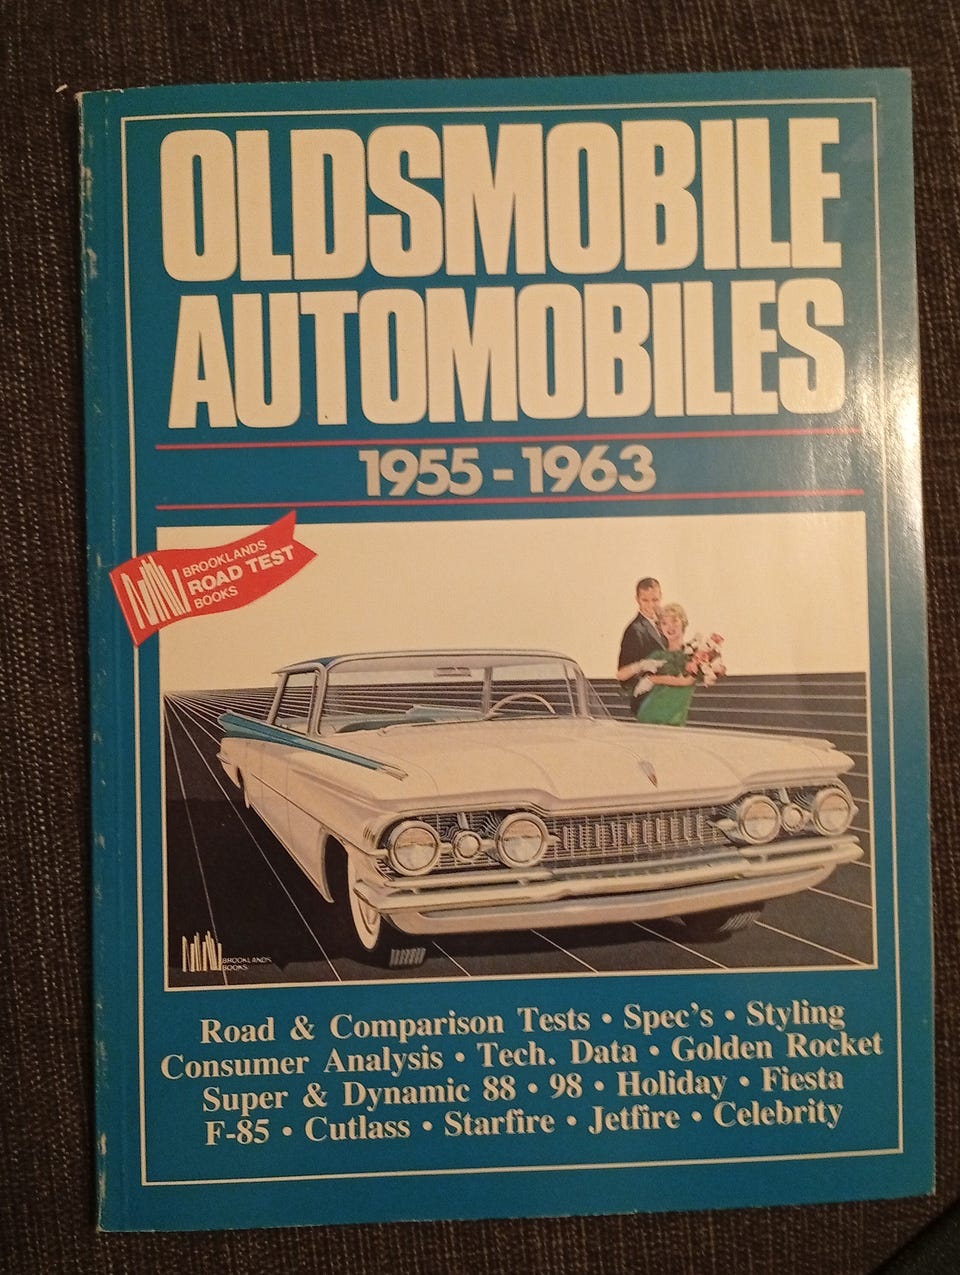 OLDSMOBILE
AUTOMOBILES
1955-1963
BROOKLANDS
ROAD TEST
BOOKS
BROOKLANDS
BOOKS
Road & Comparison Tests • Spec's • Styling
Consumer Analysis • Tech. Data • Golden Rocket
Super & Dynamic 88 • 98 • Holiday • Fiesta
F-85 • Cutlass • Starfire • Jetfire • Celebrity